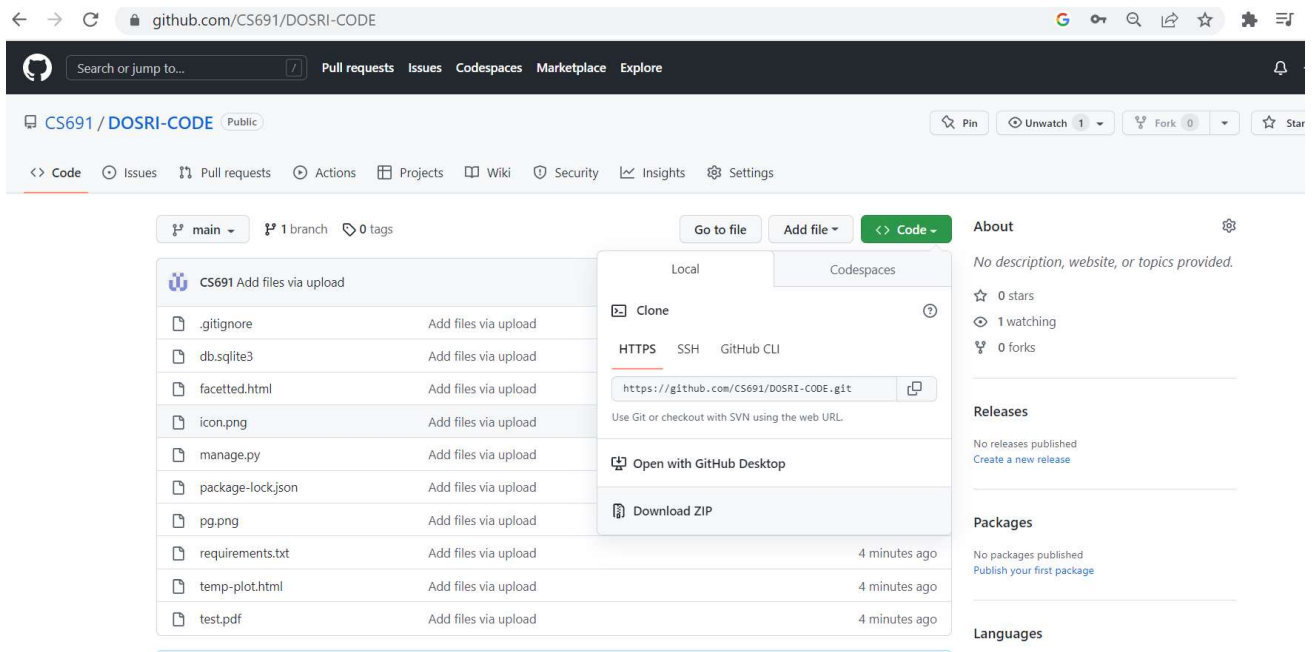 github.com/CS691/DOSRI-CODE
Search or jump to... /
Pull requests Issues Codespaces Marketplace Explore
CS691 / DOSRI-CODE Public
Pin Unwatch 1 Fork 0 Star
<> Code Issues Pull requests Actions Projects Wiki Security Insights Settings
main 1 branch 0 tags
Go to file Add file <> Code
CS691 Add files via upload
.gitignore Add files via upload
db.sqlite3 Add files via upload
facetted.html Add files via upload
icon.png Add files via upload
manage.py Add files via upload
package-lock.json Add files via upload
pg.png Add files via upload
requirements.txt Add files via upload 4 minutes ago
temp-plot.html Add files via upload 4 minutes ago
test.pdf Add files via upload 4 minutes ago
Local Codespaces
Clone
HTTPS SSH GitHub CLI
https://github.com/CS691/DOSRI-CODE.git
Use Git or checkout with SVN using the web URL.
Open with GitHub Desktop
Download ZIP
About
No description, website, or topics provided.
0 stars
1 watching
0 forks
Releases
No releases published
Create a new release
Packages
No packages published
Publish your first package
Languages